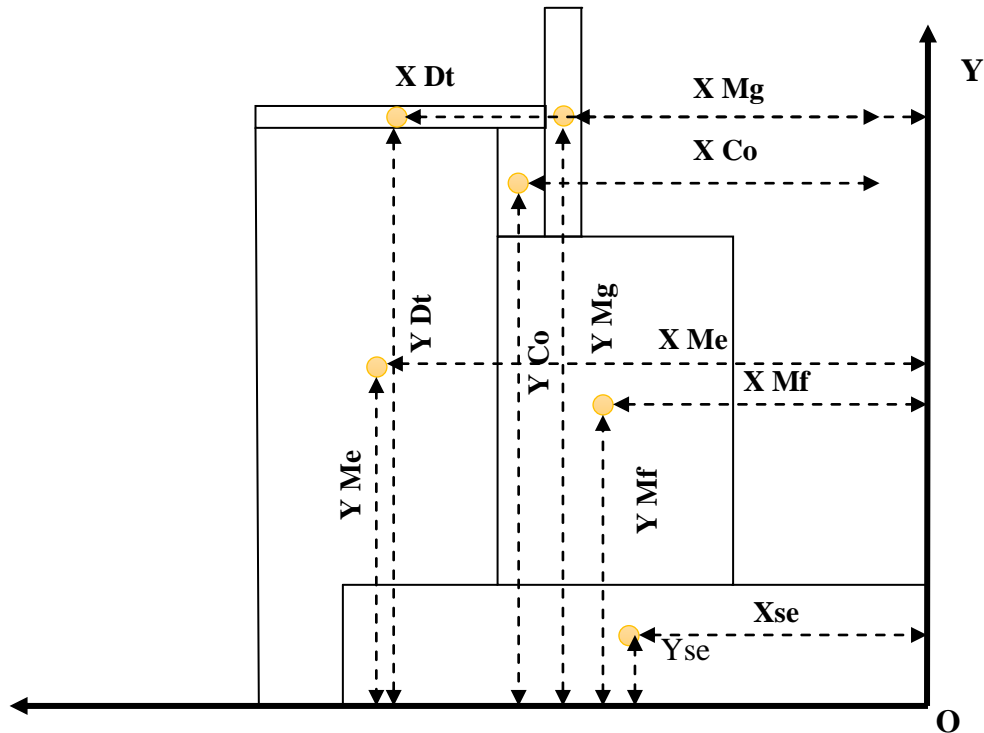 Y
X Dt
X Mg
X Co
Y Dt
Y Co
Y Mg
X Me
X Mf
Y Me
Y Mf
Xse
Yse
O